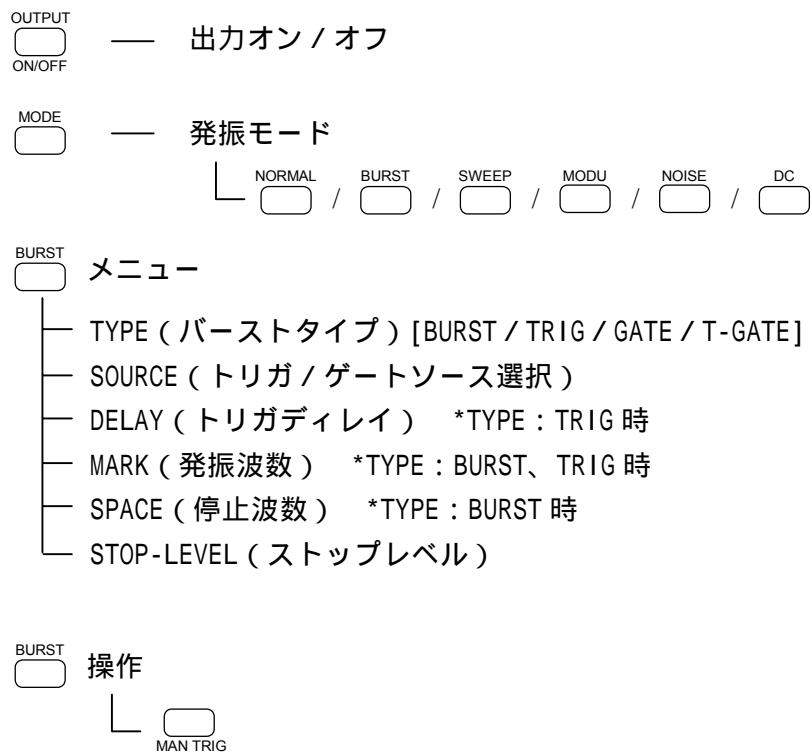 OUTPUT
ON/OFF
出力オン / オフ
MODE
発振モード
NORMAL / BURST / SWEEP / MODU / NOISE / DC
BURST
メニュー
TYPE ( バーストタイプ ) [BURST / TRIG / GATE / T-GATE]
SOURCE ( トリガ / ゲートソース選択 )
DELAY ( トリガディレイ ) *TYPE : TRIG 時
MARK ( 発振波数 ) *TYPE : BURST、TRIG 時
SPACE ( 停止波数 ) *TYPE : BURST 時
STOP-LEVEL ( ストップレベル )
BURST
操作
MAN TRIG